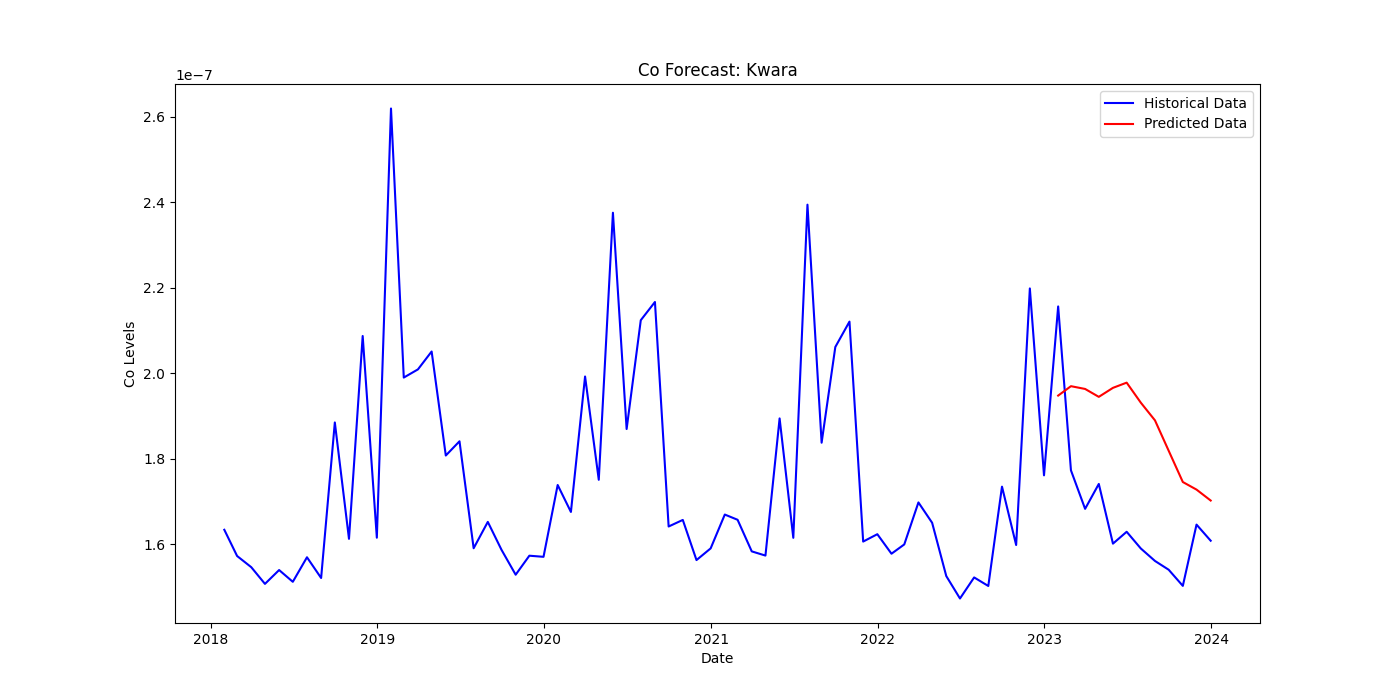 Co Forecast: Kwara
1e−7
2.6
2.4
2.2
2.0
1.8
1.6
Co Levels
Historical Data
Predicted Data
2018 2019 2020 2021 2022 2023 2024
Date